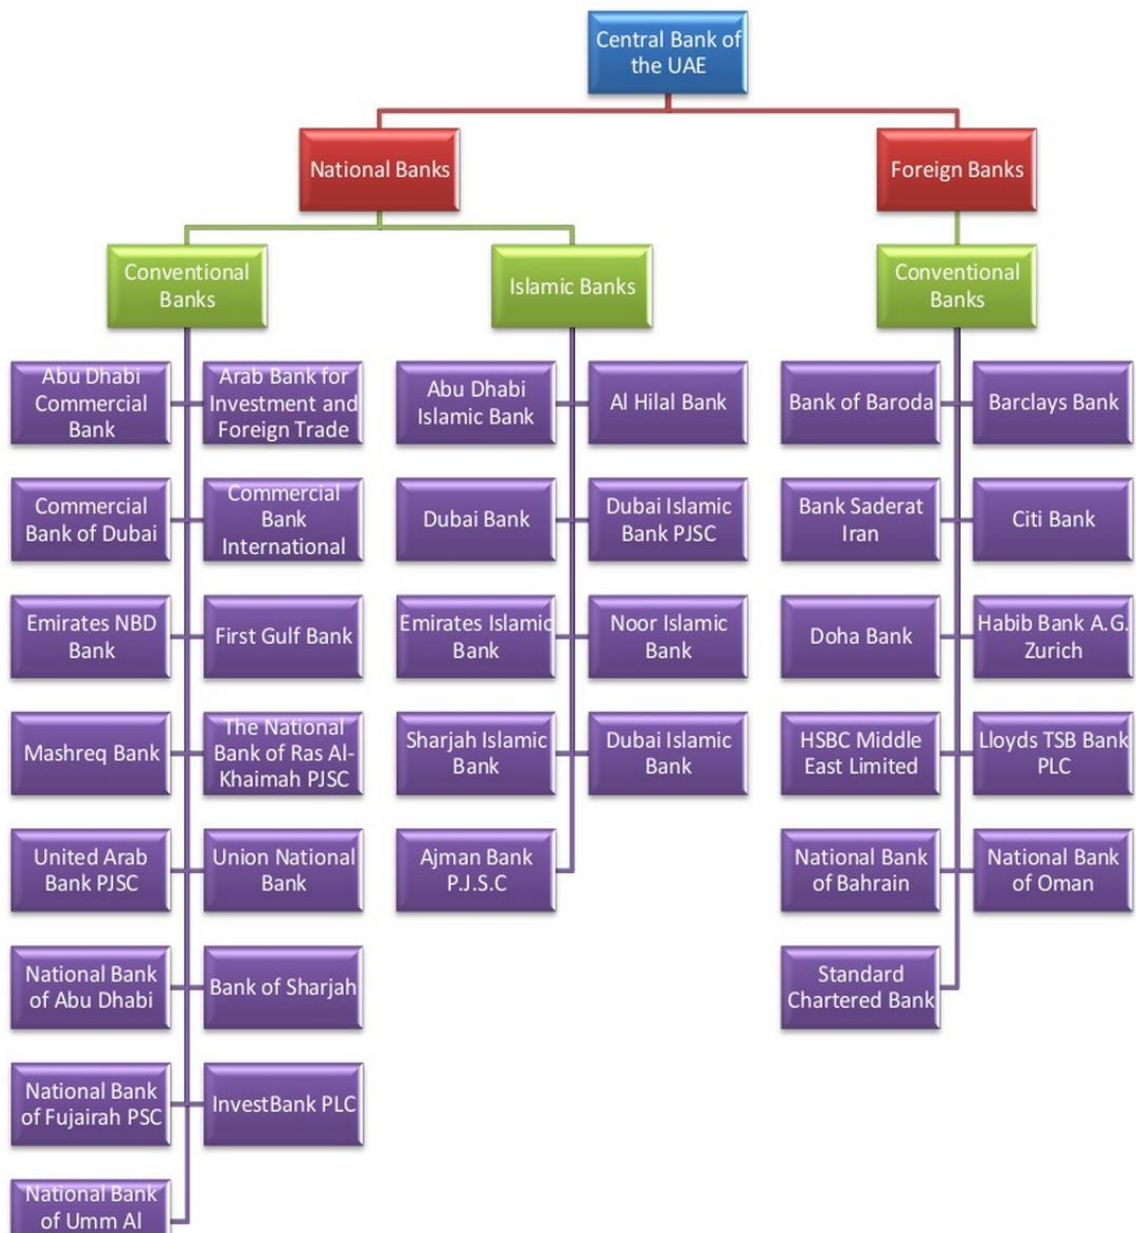 Central Bank of
the UAE
National Banks
Foreign Banks
Conventional
Banks
Islamic Banks
Conventional
Banks
Abu Dhabi
Commercial
Bank
Arab Bank for
Investment and
Foreign Trade
Abu Dhabi
Islamic Bank
Al Hilal Bank
Bank of Baroda
Barclays Bank
Commercial
Bank of Dubai
Commercial
Bank
International
Dubai Bank
Dubai Islamic
Bank PJSC
Bank Saderat
Iran
Citi Bank
Emirates NBD
Bank
First Gulf Bank
Emirates Islamic
Bank
Noor Islamic
Bank
Doha Bank
Habib Bank A.G.
Zurich
Mashreq Bank
The National
Bank of Ras Al-
Khaimah PJSC
Sharjah Islamic
Bank
Dubai Islamic
Bank
HSBC Middle
East Limited
Lloyds TSB Bank
PLC
United Arab
Bank PJSC
Union National
Bank
Ajman Bank
P.J.S.C
National Bank
of Bahrain
National Bank
of Oman
National Bank
of Abu Dhabi
Bank of Sharjah
Standard
Chartered Bank
National Bank
of Fujairah PSC
InvestBank PLC
National Bank
of Umm Al